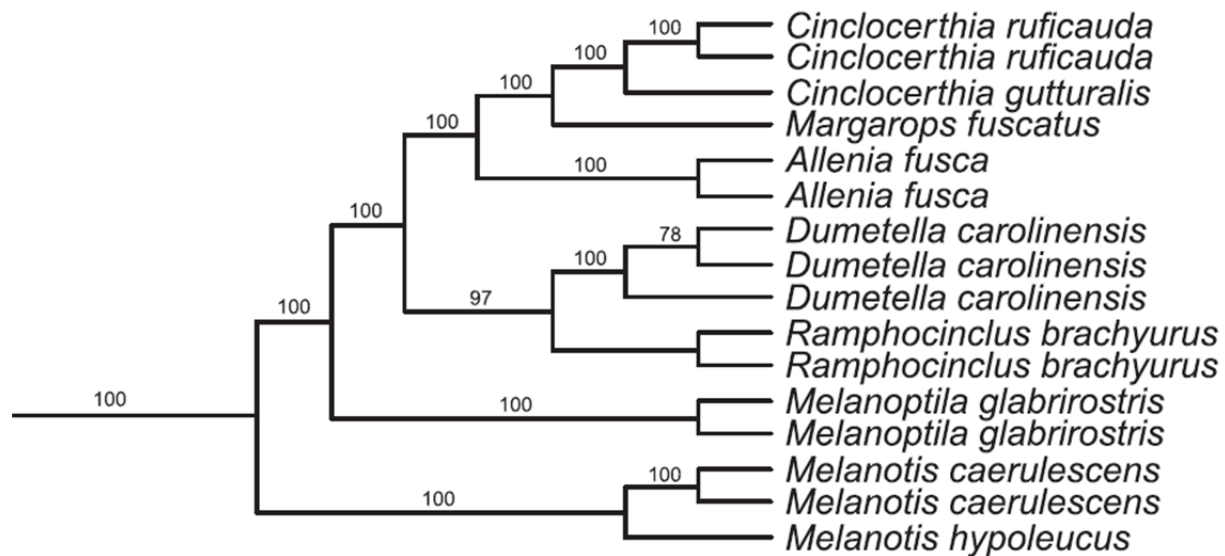 100 Cinclocerthia ruficauda
100 Cinclocerthia ruficauda
100 Cinclocerthia gutturalis
100 Margarops fuscatus
100 Allenia fusca
Allenia fusca
100
78 Dumetella carolinensis
100 Dumetella carolinensis
97 Dumetella carolinensis
100 Ramphocinclus brachyurus
Ramphocinclus brachyurus
100 Melanoptila glabrirostris
100 Melanoptila glabrirostris
100 Melanotis caerulescens
100 Melanotis caerulescens
Melanotis hypoleucus